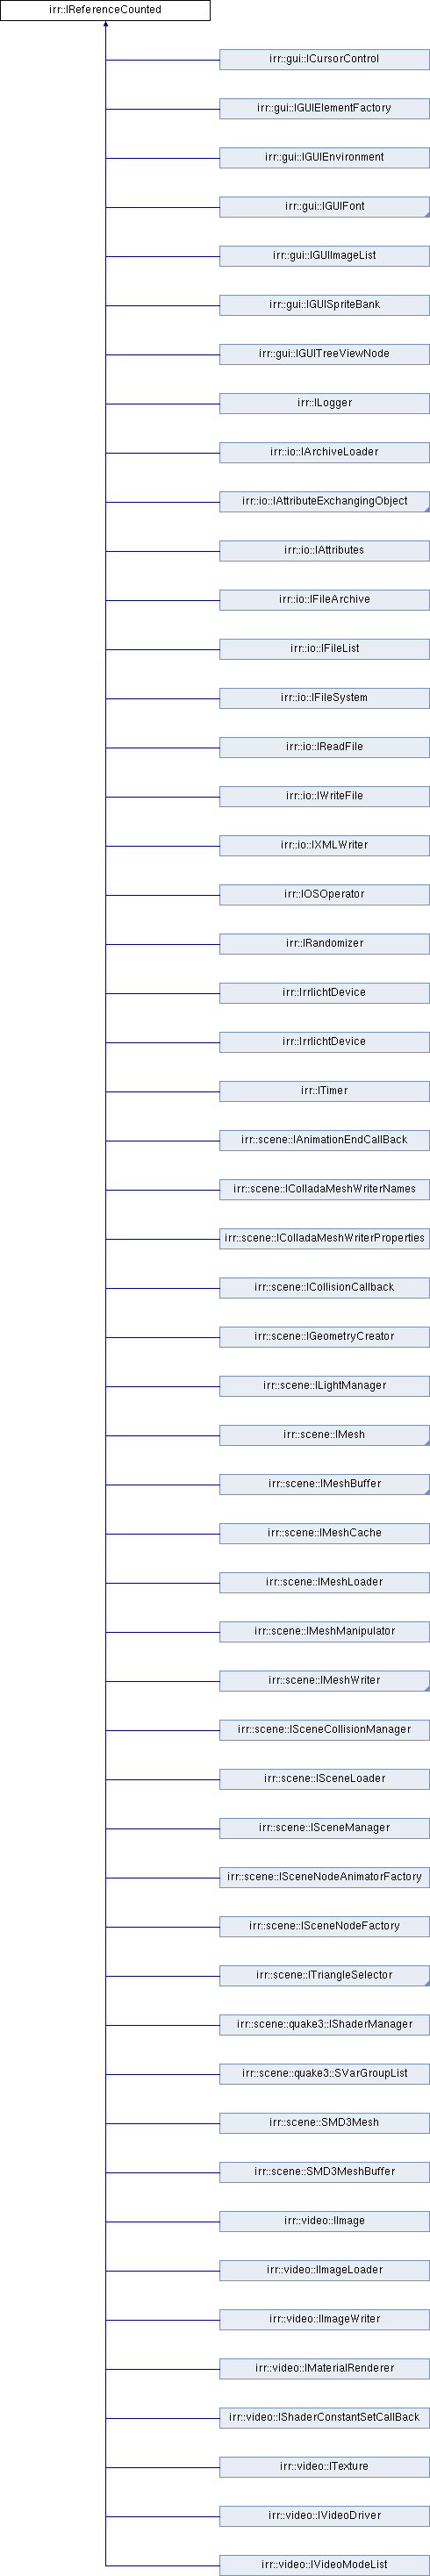 irr::IReferenceCounted
irr::gui::ICursorControl
irr::gui::IGUIElementFactory
irr::gui::IGUIEnvironment
irr::gui::IGUIFont
irr::gui::IGUIImageList
irr::gui::IGUISpriteBank
irr::gui::IGUITreeViewNode
irr::ILogger
irr::io::IArchiveLoader
irr::io::IAttributeExchangingObject
irr::io::IAttributes
irr::io::IFileArchive
irr::io::IFileList
irr::io::IFileSystem
irr::io::IReadFile
irr::io::IWriteFile
irr::io::IXMLWriter
irr::IOSOperator
irr::IRandomizer
irr::IrrlichtDevice
irr::IrrlichtDevice
irr::ITimer
irr::scene::IAnimationEndCallBack
irr::scene::IColladaMeshWriterNames
irr::scene::IColladaMeshWriterProperties
irr::scene::ICollisionCallback
irr::scene::IGeometryCreator
irr::scene::ILightManager
irr::scene::IMesh
irr::scene::IMeshBuffer
irr::scene::IMeshCache
irr::scene::IMeshLoader
irr::scene::IMeshManipulator
irr::scene::IMeshWriter
irr::scene::ISceneCollisionManager
irr::scene::ISceneLoader
irr::scene::ISceneManager
irr::scene::ISceneNodeAnimatorFactory
irr::scene::ISceneNodeFactory
irr::scene::ITriangleSelector
irr::scene::quake3::IShaderManager
irr::scene::quake3::SVarGroupList
irr::scene::SMD3Mesh
irr::scene::SMD3MeshBuffer
irr::video::IImage
irr::video::IImageLoader
irr::video::IImageWriter
irr::video::IMaterialRenderer
irr::video::IShaderConstantSetCallBack
irr::video::ITexture
irr::video::IVideoDriver
irr::video::IVideoModeList